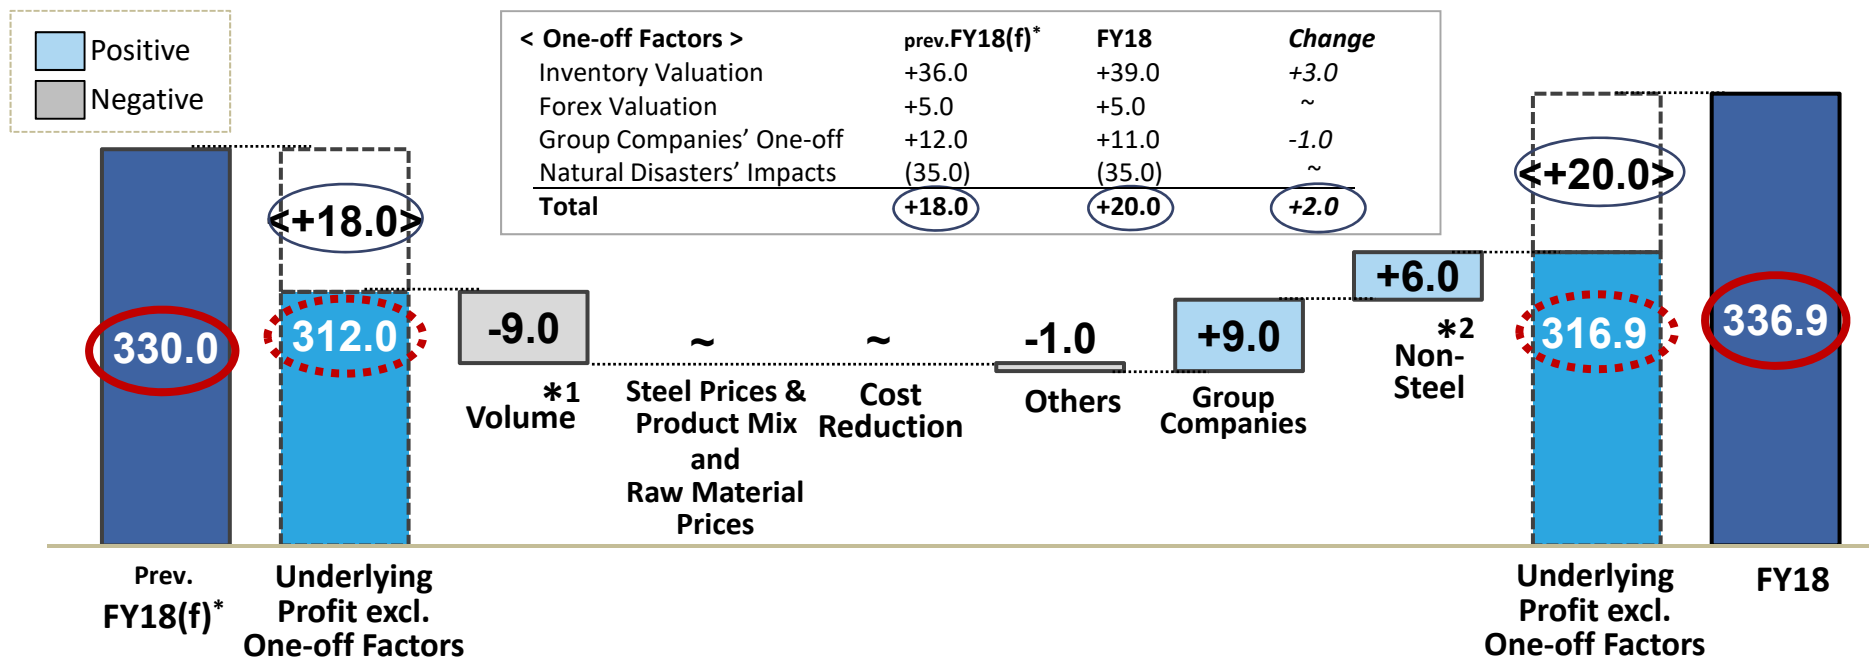 Positive
Negative
< One-off Factors > prev.FY18(f)* FY18 Change
Inventory Valuation +36.0 +39.0 +3.0
Forex Valuation +5.0 +5.0 ~
Group Companies’ One-off +12.0 +11.0 -1.0
Natural Disasters’ Impacts (35.0) (35.0) ~
Total +18.0 +20.0 +2.0
<+18.0>
<+20.0>
330.0
312.0
-9.0
~
~
-1.0
+9.0
+6.0
316.9
336.9
*1
Volume
Steel Prices &
Product Mix
and
Raw Material
Prices
Cost
Reduction
Others
Group
Companies
*2
Non-
Steel
Prev.
FY18(f)*
Underlying
Profit excl.
One-off Factors
Underlying
Profit excl.
One-off Factors
FY18